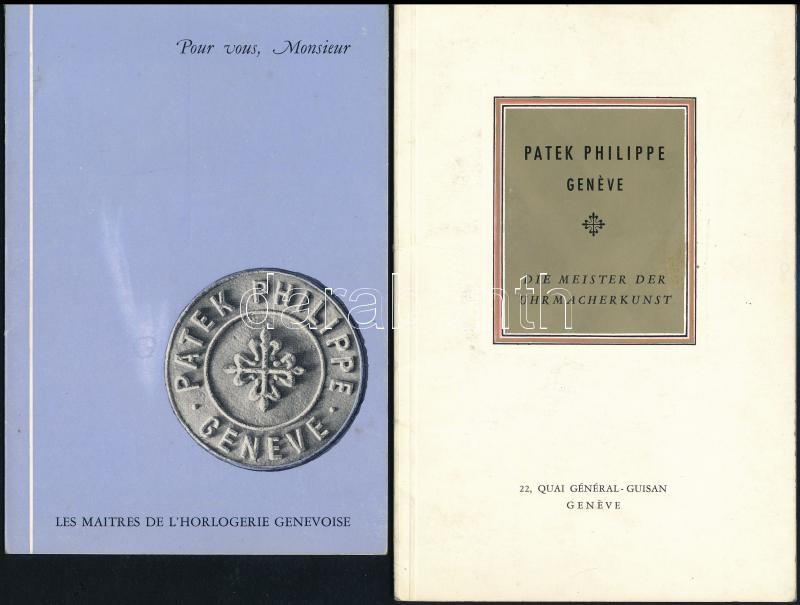 Pour vous, Monsieur
PATEK PHILIPPE
· GENEVE ·
LES MAITRES DE L'HORLOGERIE GENEVOISE
PATEK PHILIPPE
GENÈVE
DIE MEISTER DER
UHRMACHERKUNST
22, QUAI GÉNÉRAL-GUISAN
GENÈVE